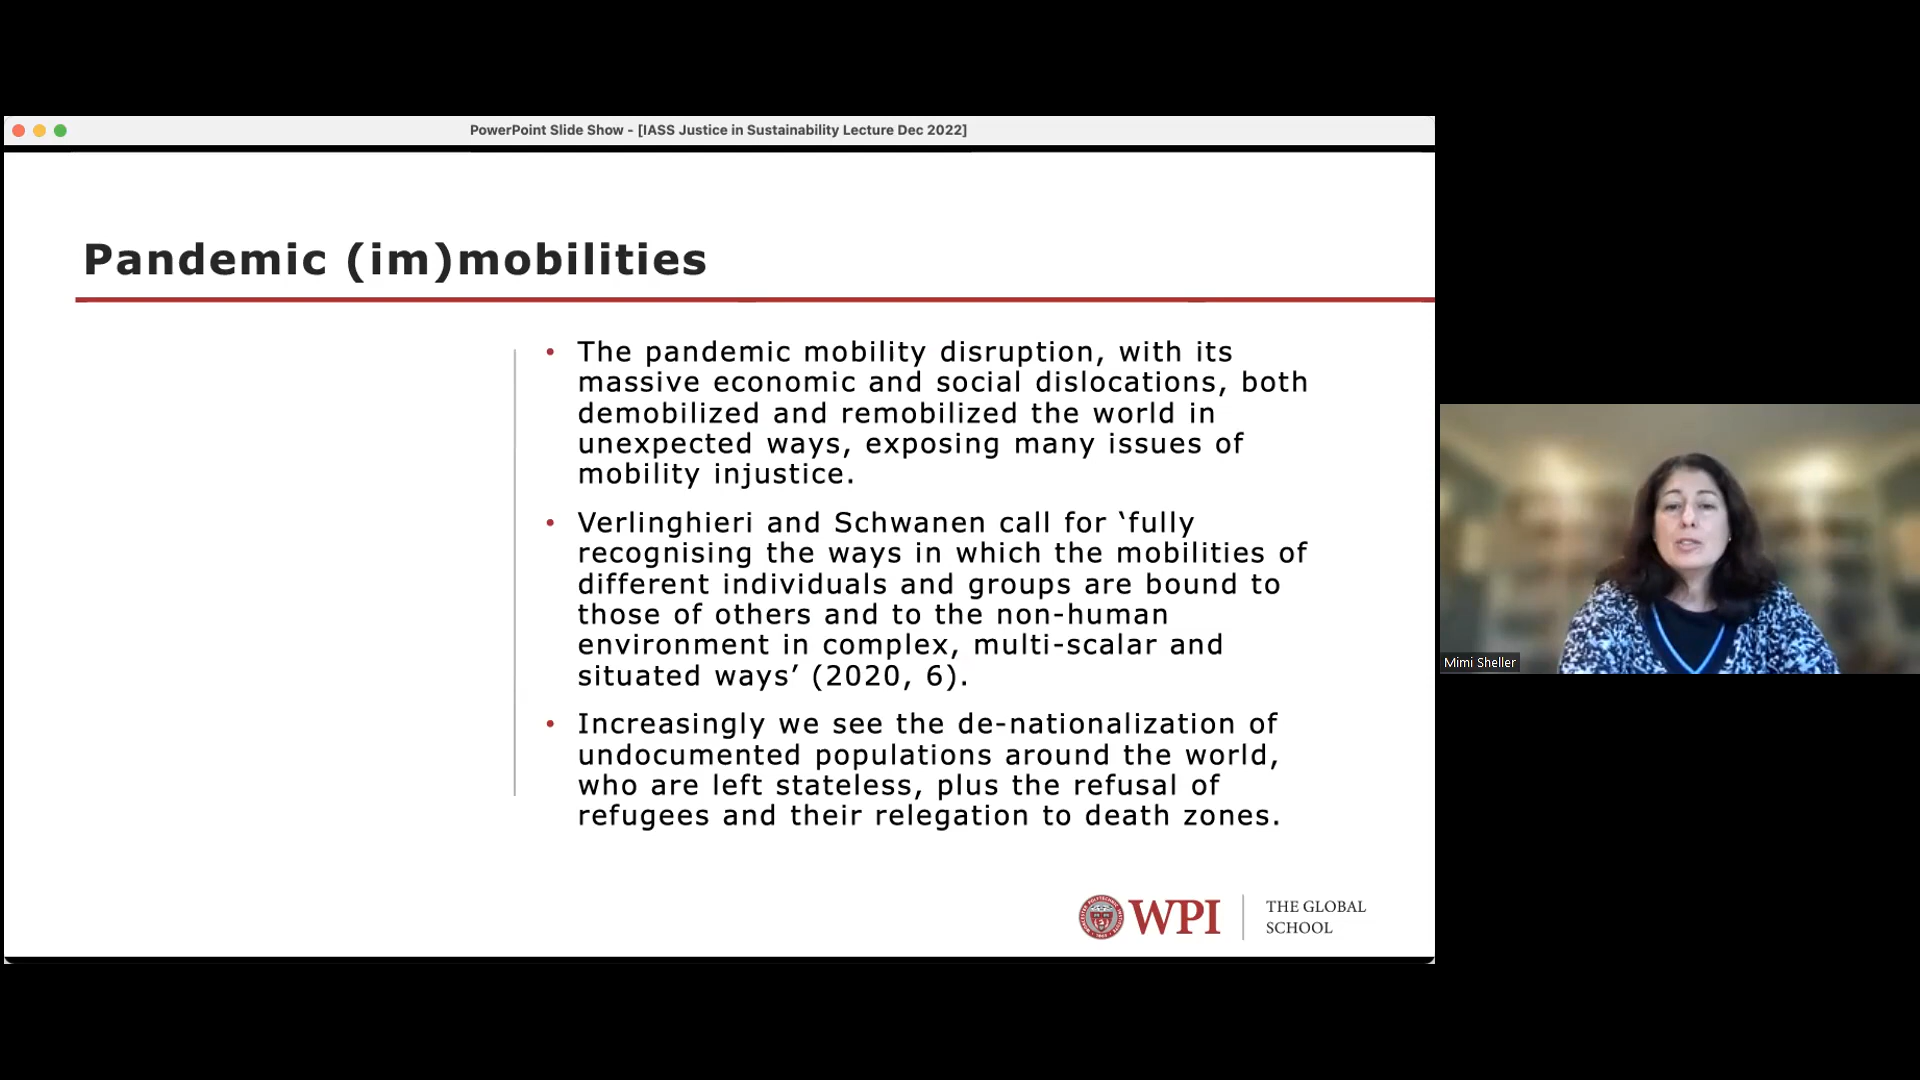 PowerPoint Slide Show - [IASS Justice in Sustainability Lecture Dec 2022]
Pandemic (im)mobilities
• The pandemic mobility disruption, with its
massive economic and social dislocations, both
demobilized and remobilized the world in
unexpected ways, exposing many issues of
mobility injustice.
• Verlinghieri and Schwanen call for ‘fully
recognising the ways in which the mobilities of
different individuals and groups are bound to
those of others and to the non-human
environment in complex, multi-scalar and
situated ways’ (2020, 6).
• Increasingly we see the de-nationalization of
undocumented populations around the world,
who are left stateless, plus the refusal of
refugees and their relegation to death zones.
WPI
THE GLOBAL
SCHOOL
Mimi Sheller